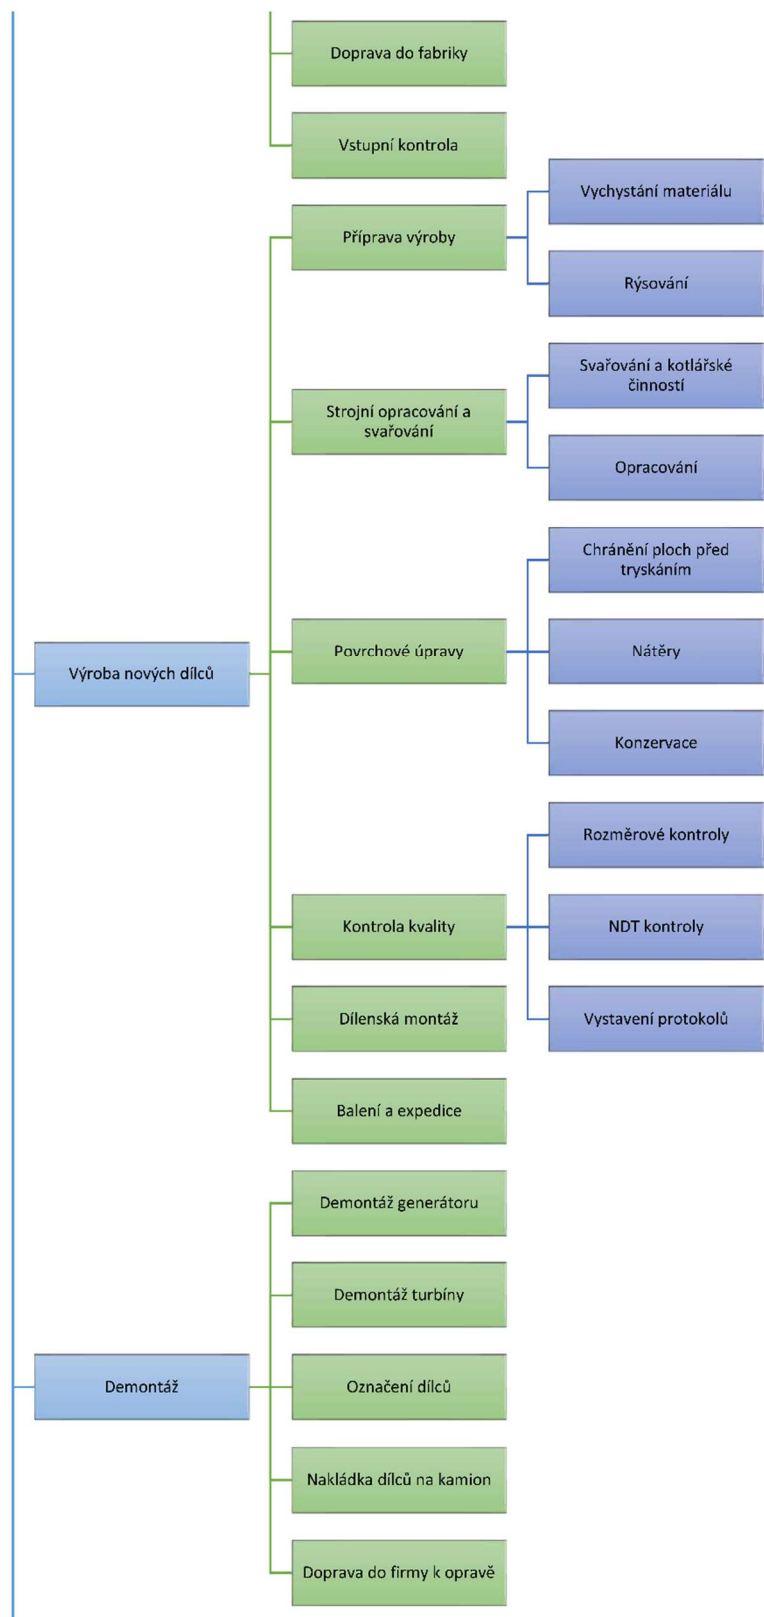 Doprava do fabriky
Vstupní kontrola
Příprava výroby
Vychystání materiálu
Rýsování
Strojní opracování a
svařování
Svařování a kotlářské
činností
Opracování
Výroba nových dílců
Povrchové úpravy
Chránění ploch před
tryskáním
Nátěry
Konzervace
Kontrola kvality
Rozměrové kontroly
NDT kontroly
Vystavení protokolů
Dílenská montáž
Balení a expedice
Demontáž
Demontáž generátoru
Demontáž turbíny
Označení dílců
Nakládka dílců na kamion
Doprava do firmy k opravě